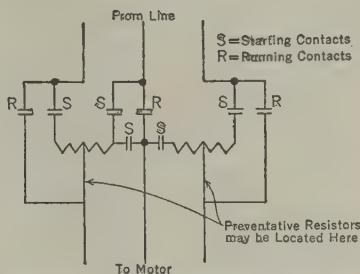 From Line
S=Starting Contacts
R=Running Contacts
R
S
S
R
S
R
S
S
Preventative Resistors
may be Located Here
To Motor